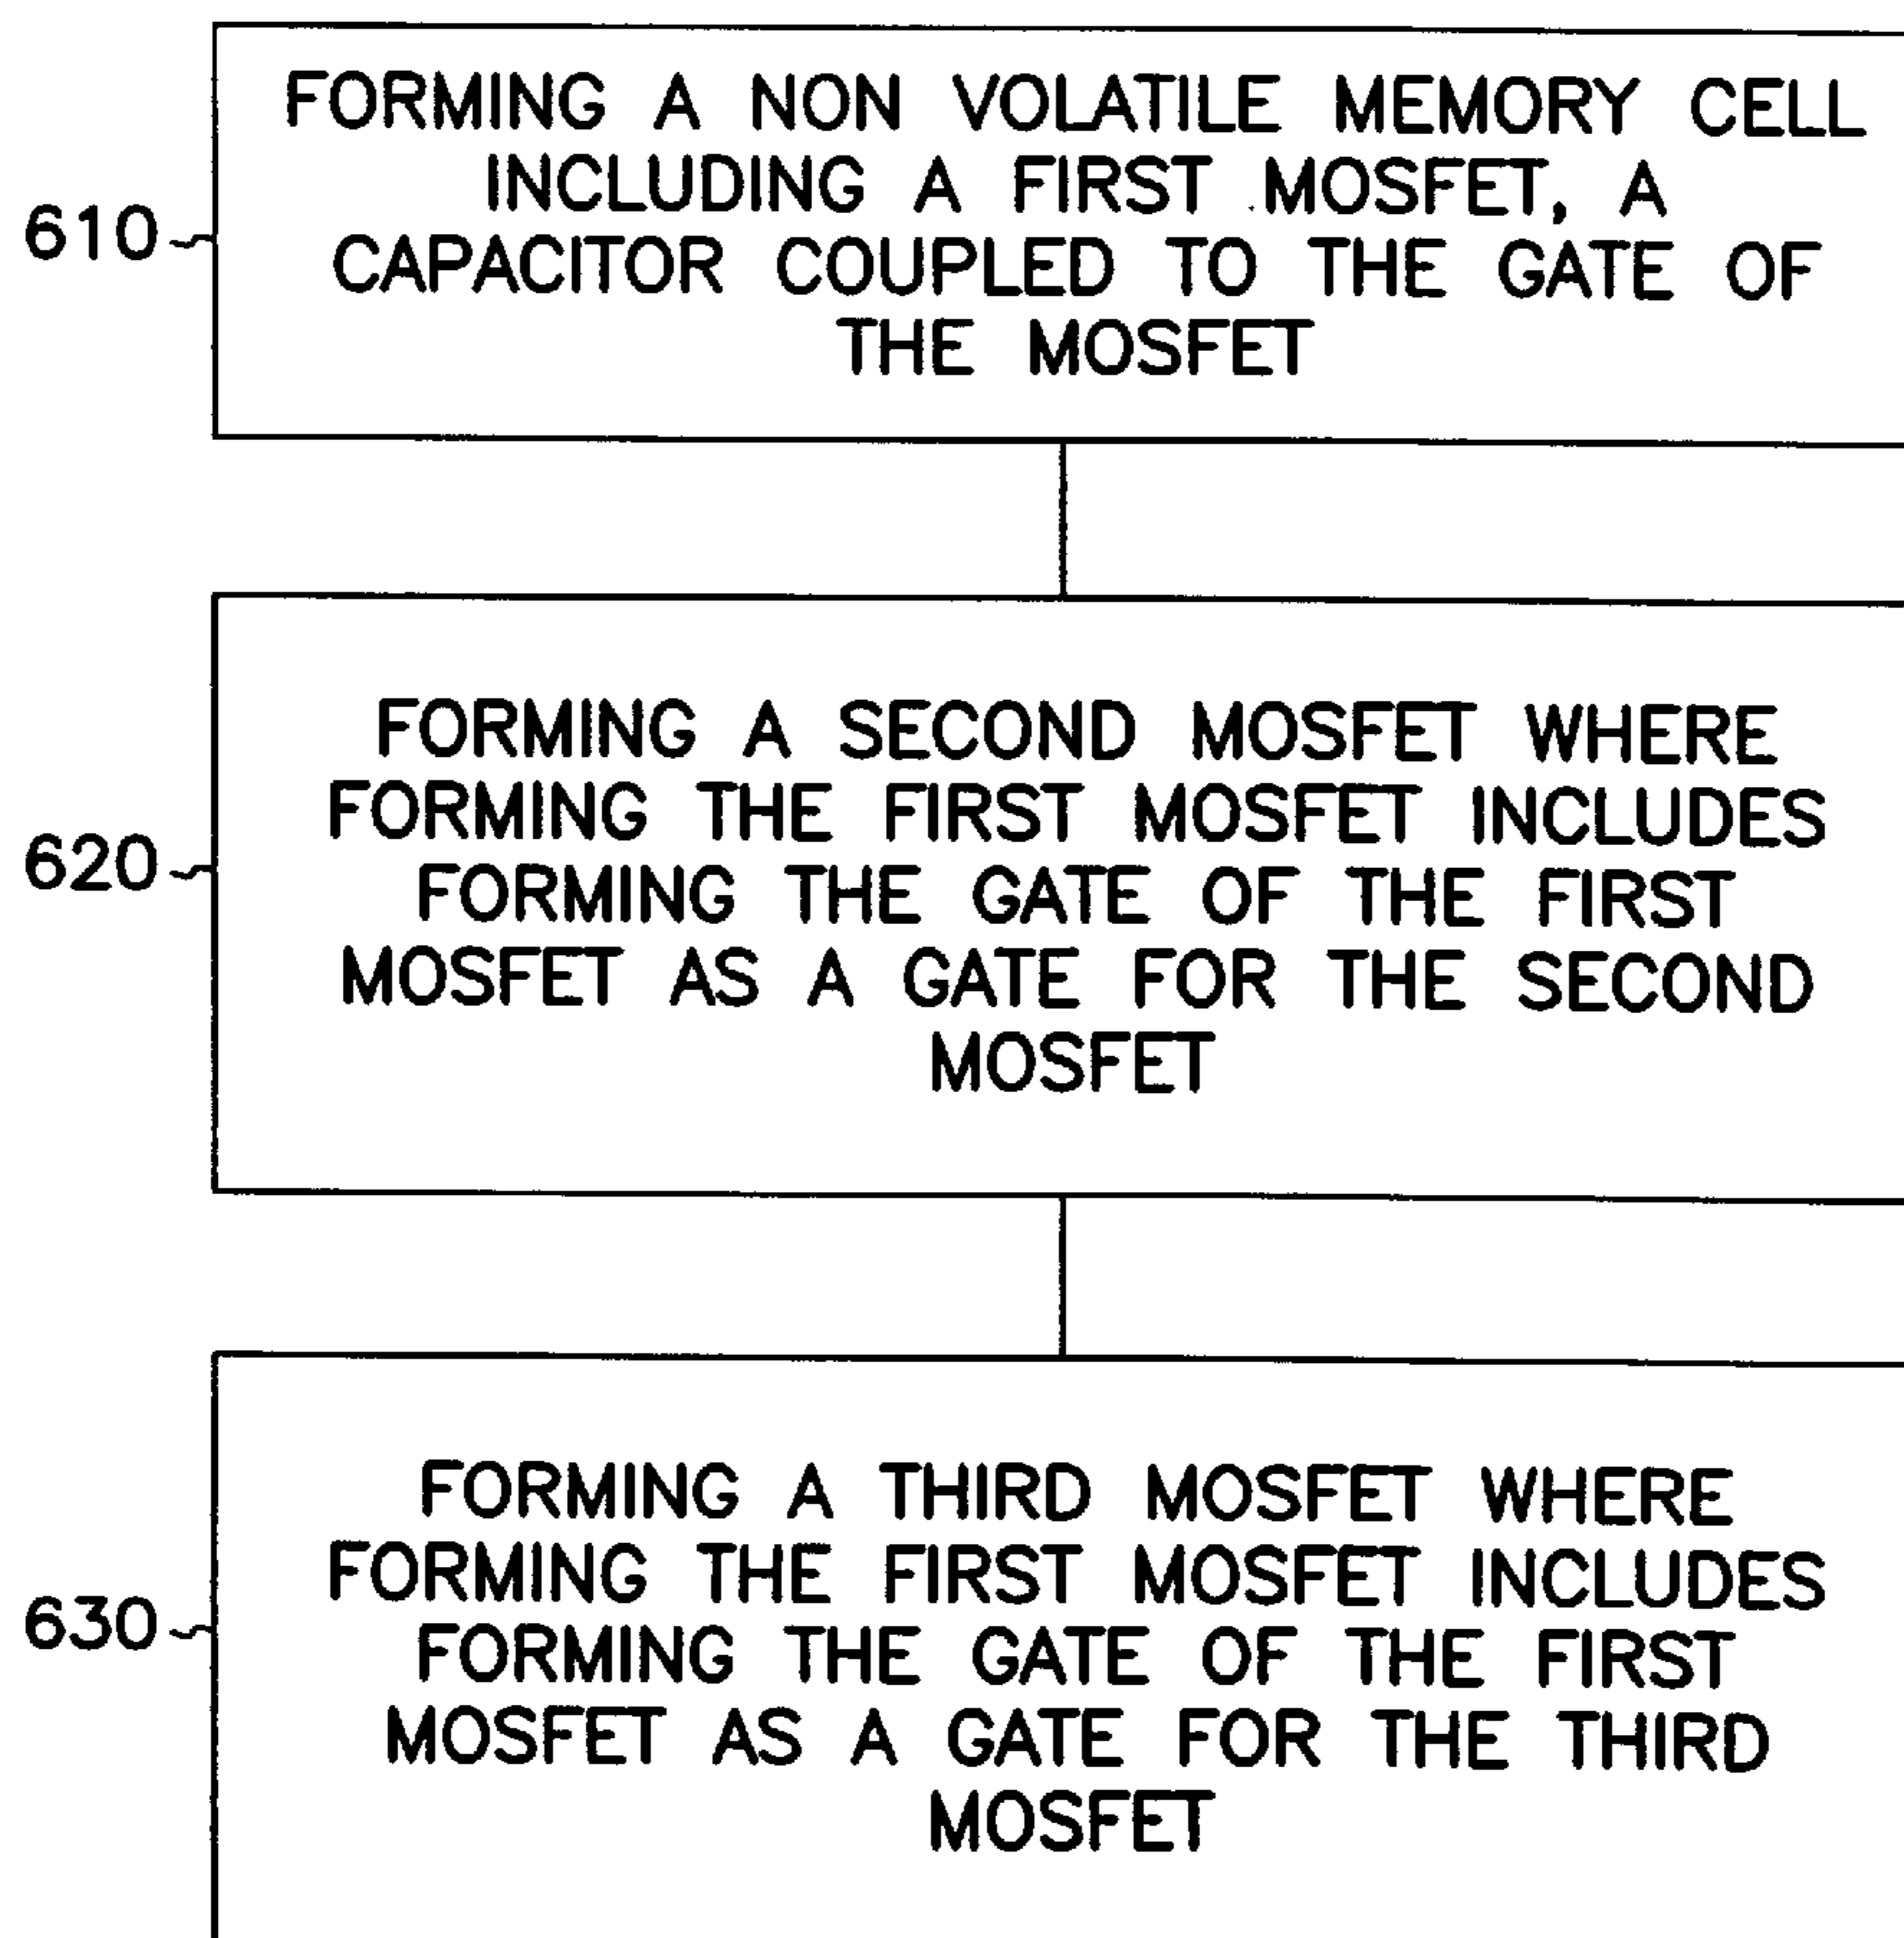 FORMING A NON VOLATILE MEMORY CELL
INCLUDING A FIRST MOSFET, A
610
CAPACITOR COUPLED TO THE GATE OF
THE MOSFET
FORMING A SECOND MOSFET WHERE
FORMING THE FIRST MOSFET INCLUDES
620
FORMING THE GATE OF THE FIRST
MOSFET AS A GATE FOR THE SECOND
MOSFET
FORMING A THIRD MOSFET WHERE
FORMING THE FIRST MOSFET INCLUDES
630
FORMING THE GATE OF THE FIRST
MOSFET AS A GATE FOR THE THIRD
MOSFET